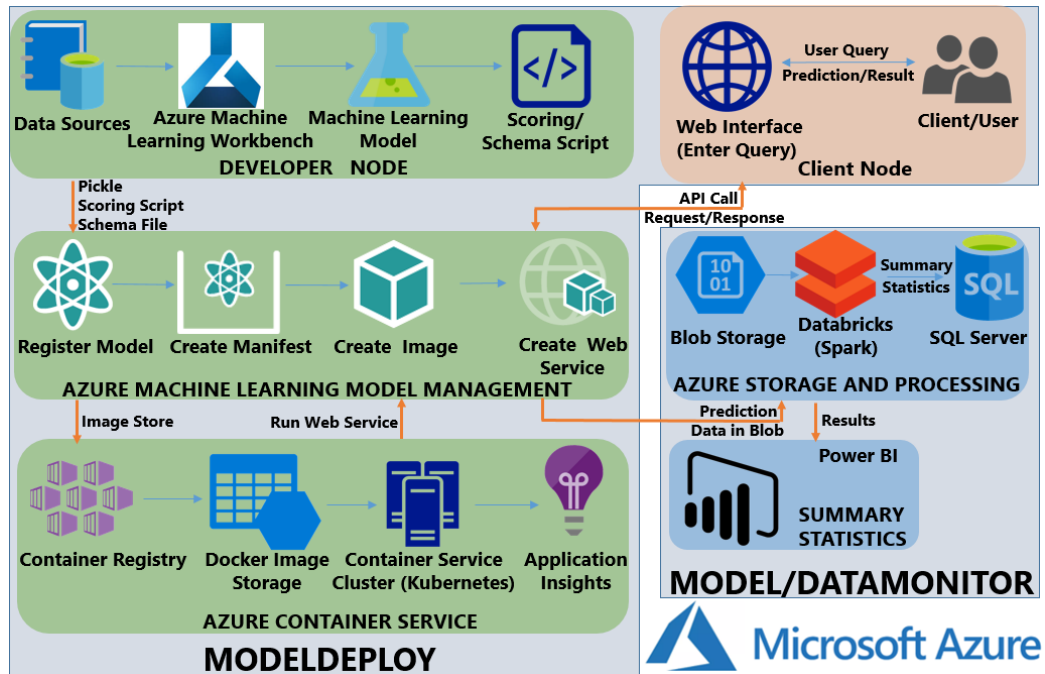 Data Sources
Azure Machine
Learning Workbench
Machine Learning
Model
</>
Scoring/
Schema Script
DEVELOPER NODE
User Query
Prediction/Result
Web Interface
(Enter Query)
Client/User
Client Node
Pickle
Scoring Script
Schema File
API Call
Request/Response
Register Model
Create Manifest
Create Image
Create Web
Service
AZURE MACHINE LEARNING MODEL MANAGEMENT
10
01
Blob Storage
Databricks
(Spark)
Summary
Statistics
SQL
SQL Server
AZURE STORAGE AND PROCESSING
Image Store
Run Web Service
Prediction
Data in Blob
Results
Container Registry
Docker Image
Storage
Container Service
Cluster (Kubernetes)
Application
Insights
AZURE CONTAINER SERVICE
Power BI
SUMMARY
STATISTICS
MODEL/DATAMONITOR
MODELDEPLOY
Microsoft Azure